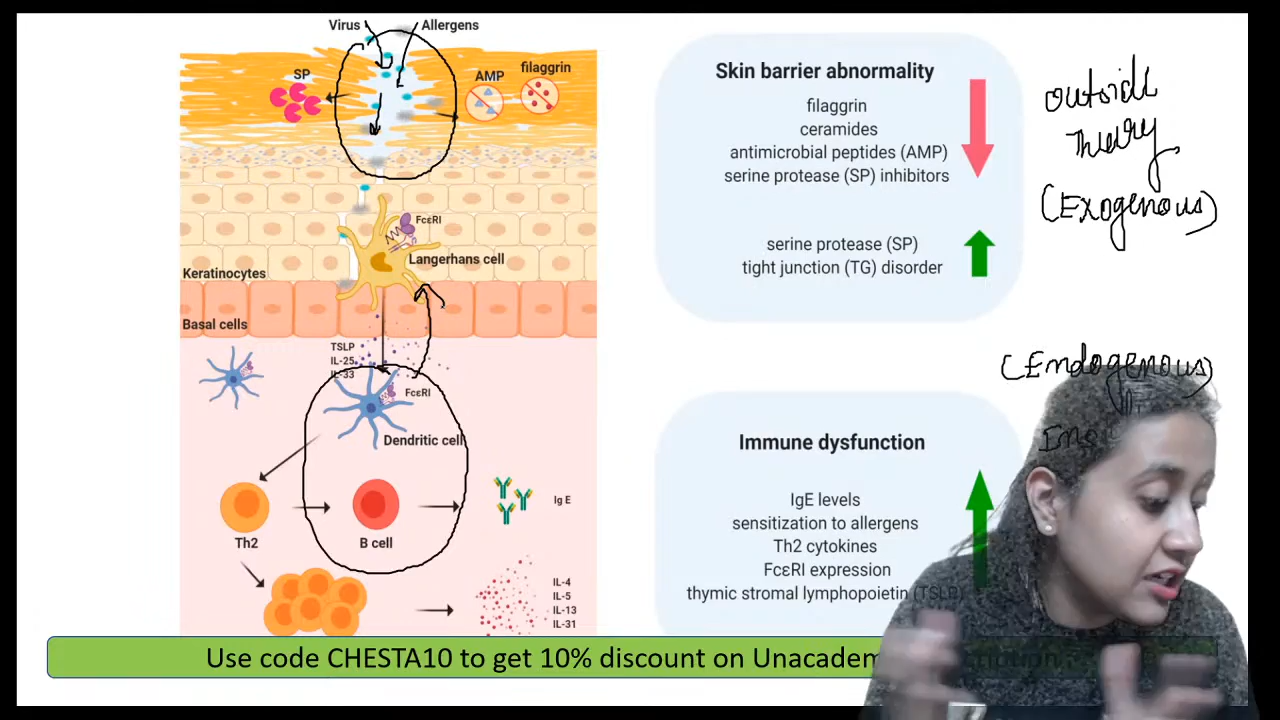 Virus
Allergens
SP
AMP
filaggrin
FcεRI
Langerhans cell
Keratinocytes
Basal cells
TSLP
IL-25
IL-33
FcεRI
Dendritic cell
Th2
B cell
Ig E
IL-4
IL-5
IL-13
IL-31
Skin barrier abnormality
filaggrin
ceramides
antimicrobial peptides (AMP)
serine protease (SP) inhibitors
serine protease (SP)
tight junction (TG) disorder
outside
Theory
(Exogenous)
(Endogenous)
Immune dysfunction
IgE levels
sensitization to allergens
Th2 cytokines
FcεRI expression
thymic stromal lymphopoietin (TSLP)
Use code CHESTA10 to get 10% discount on